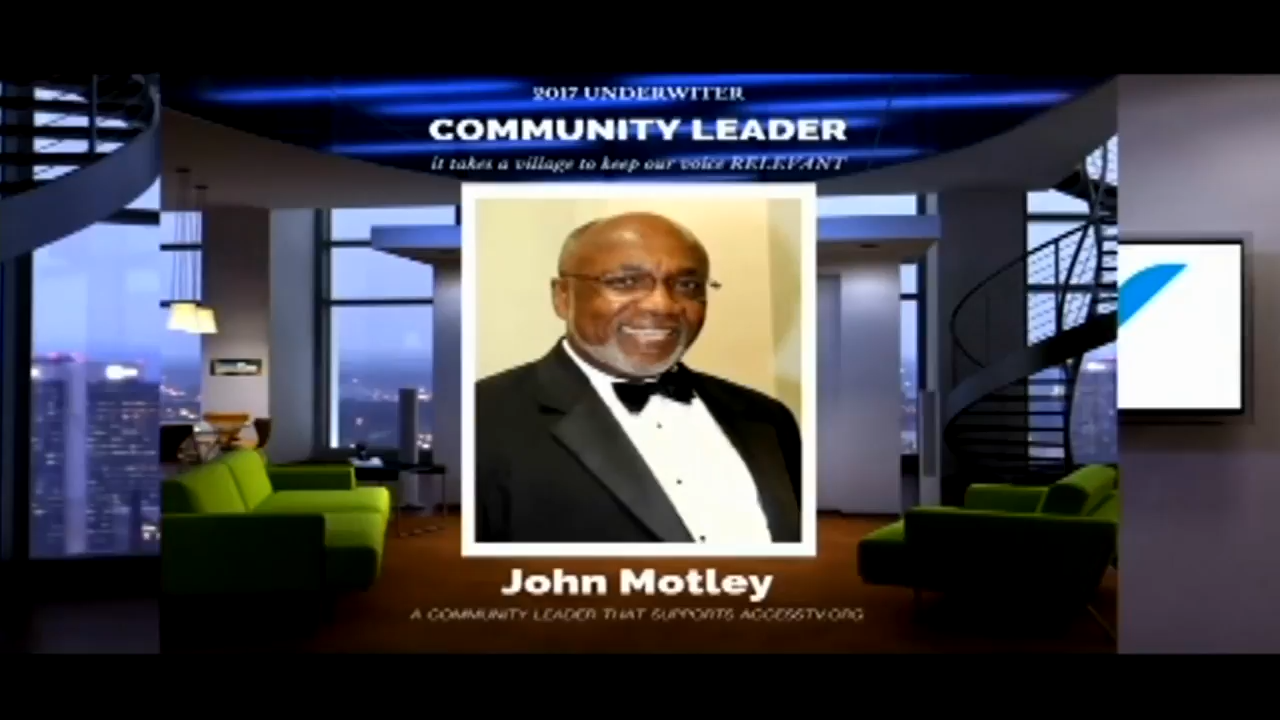 2017 UNDERWITER
COMMUNITY LEADER
it takes a village to keep our voice RELEVANT
John Motley
A COMMUNITY LEADER THAT SUPPORTS ACCESSTV.ORG